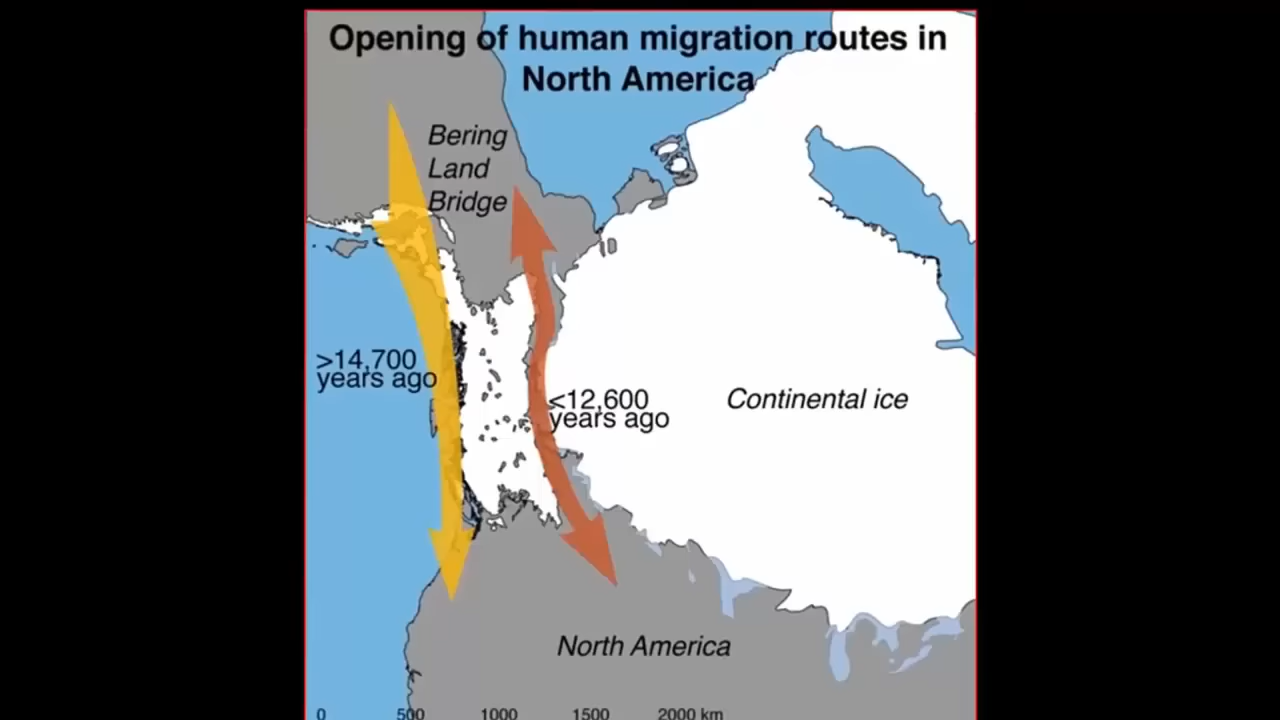 Opening of human migration routes in
North America
Bering
Land
Bridge
>14,700
years ago
<12,600
years ago
Continental ice
North America
0 500 1000 1500 2000 km